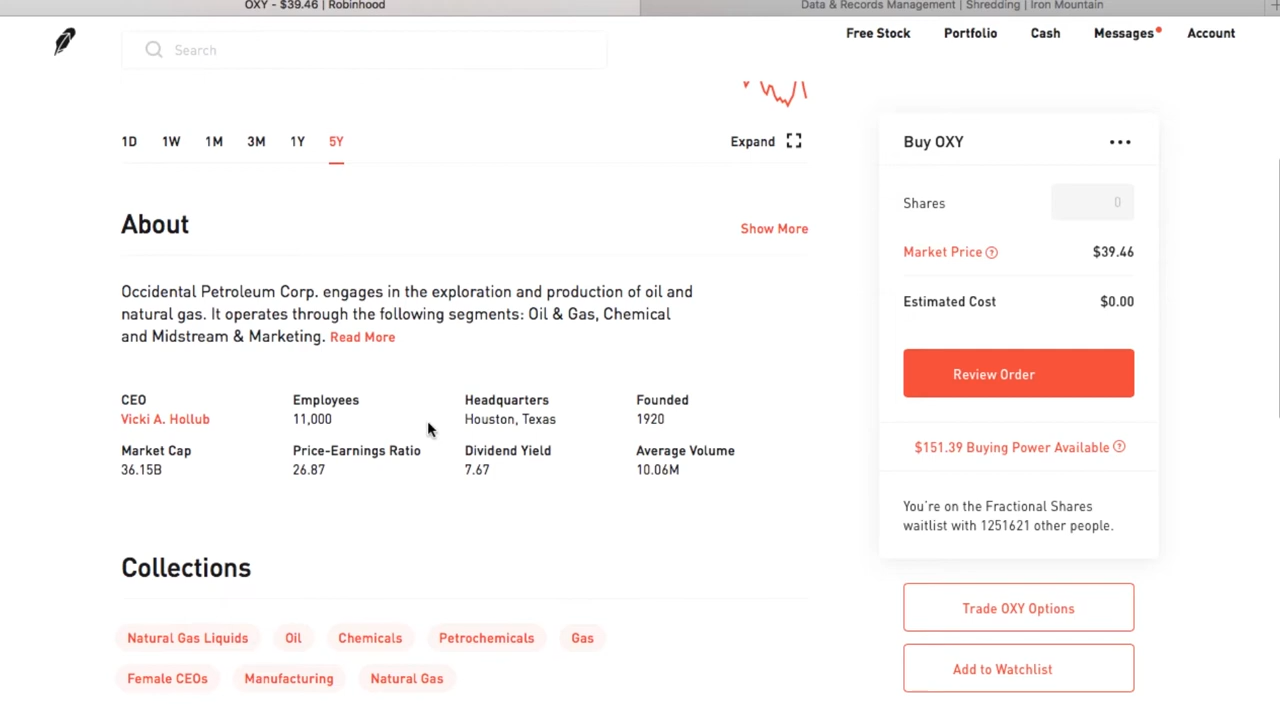 OXY - $39.46 | Robinhood
Data & Records Management | Shredding | Iron Mountain
Search
Free Stock
Portfolio
Cash
Messages
Account
1D 1W 1M 3M 1Y 5Y
Expand
About
Show More
Occidental Petroleum Corp. engages in the exploration and production of oil and
natural gas. It operates through the following segments: Oil & Gas, Chemical
and Midstream & Marketing. Read More
CEO
Vicki A. Hollub
Employees
11,000
Headquarters
Houston, Texas
Founded
1920
Market Cap
36.15B
Price-Earnings Ratio
26.87
Dividend Yield
7.67
Average Volume
10.06M
Collections
Natural Gas Liquids
Oil
Chemicals
Petrochemicals
Gas
Female CEOs
Manufacturing
Natural Gas
Buy OXY
Shares 0
Market Price ? $39.46
Estimated Cost $0.00
Review Order
$151.39 Buying Power Available ?
You're on the Fractional Shares
waitlist with 1251621 other people.
Trade OXY Options
Add to Watchlist